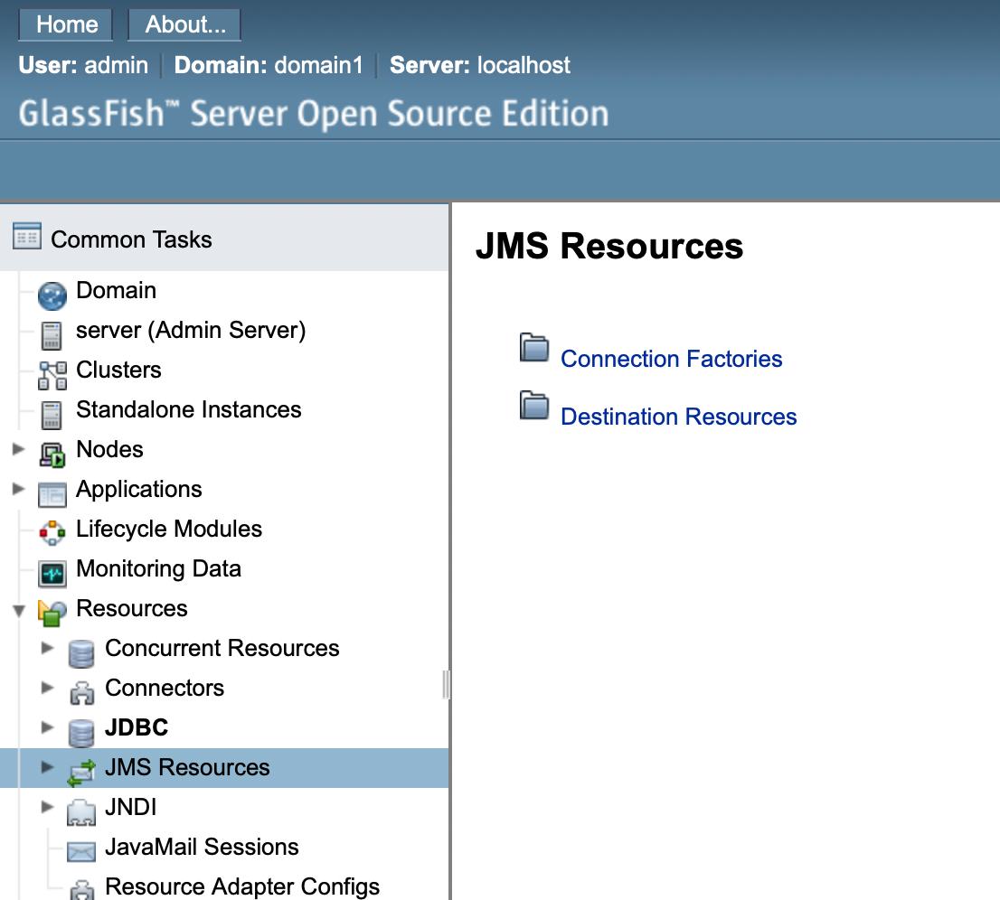 Home About...
User: admin Domain: domain1 Server: localhost
GlassFish™ Server Open Source Edition
Common Tasks
Domain
server (Admin Server)
Clusters
Standalone Instances
Nodes
Applications
Lifecycle Modules
Monitoring Data
Resources
Concurrent Resources
Connectors
JDBC
JMS Resources
JNDI
JavaMail Sessions
Resource Adapter Configs
JMS Resources
Connection Factories
Destination Resources